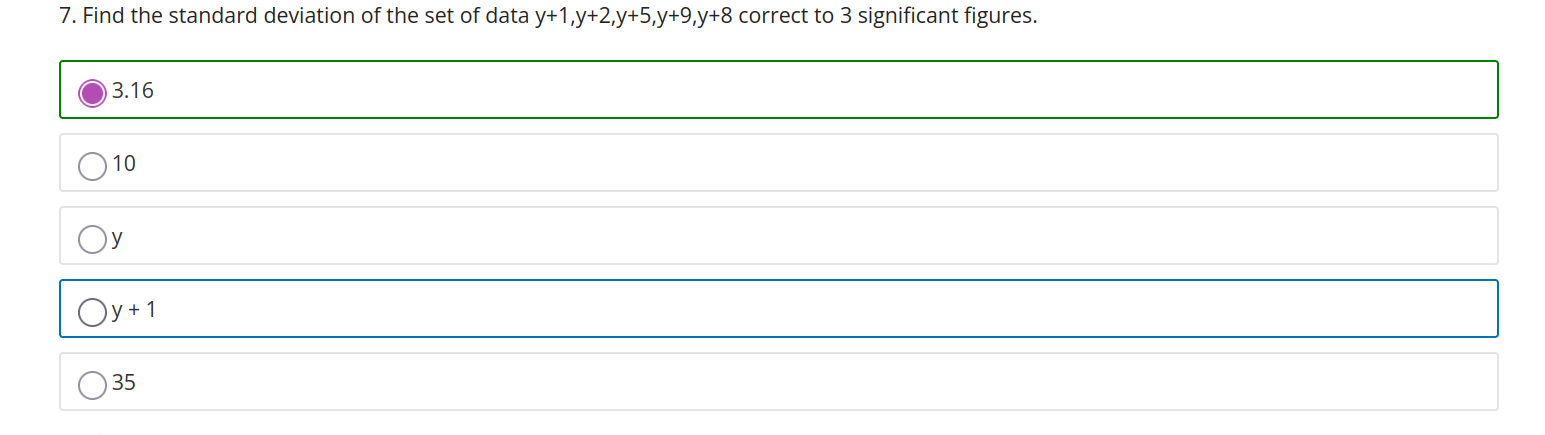 7. Find the standard deviation of the set of data y+1,y+2,y+5,y+9,y+8 correct to 3 significant figures.
3.16
10
y
y + 1
35